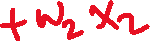 + w₂ x₂